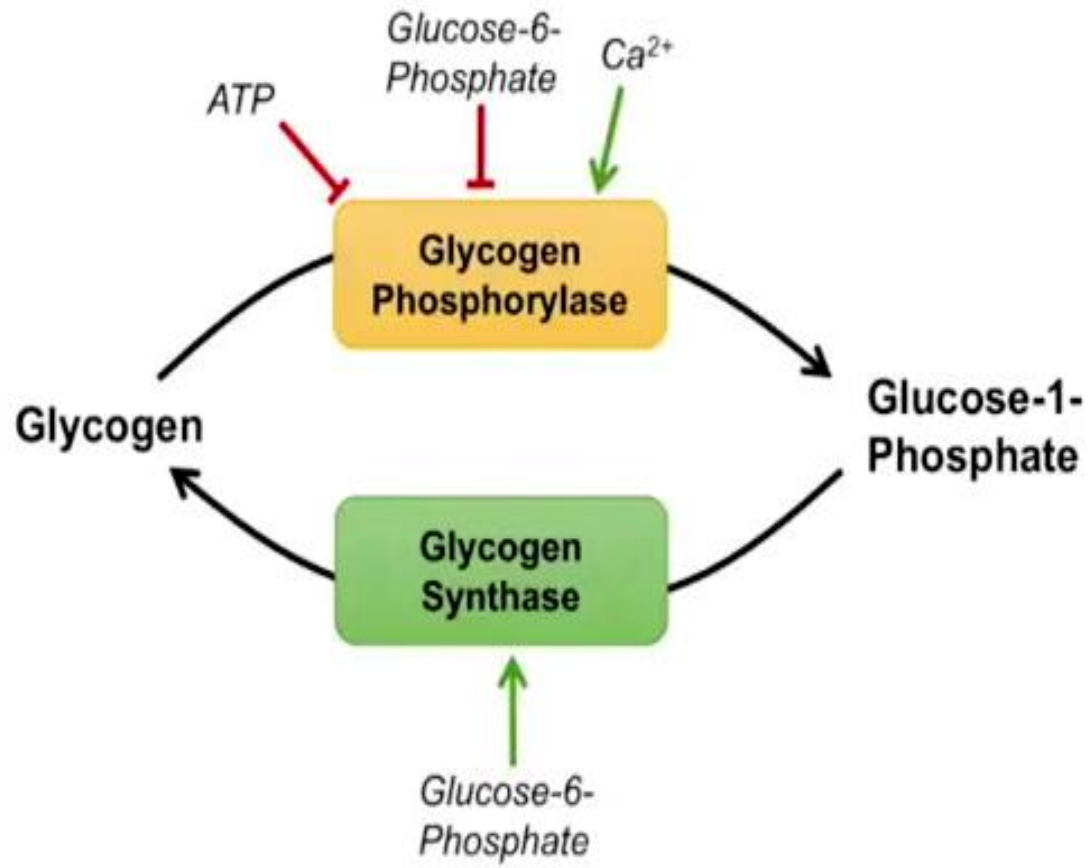 Glucose-6-
Phosphate
Ca²⁺
ATP
Glycogen
Phosphorylase
Glucose-1-
Phosphate
Glycogen
Glycogen
Synthase
Glucose-6-
Phosphate